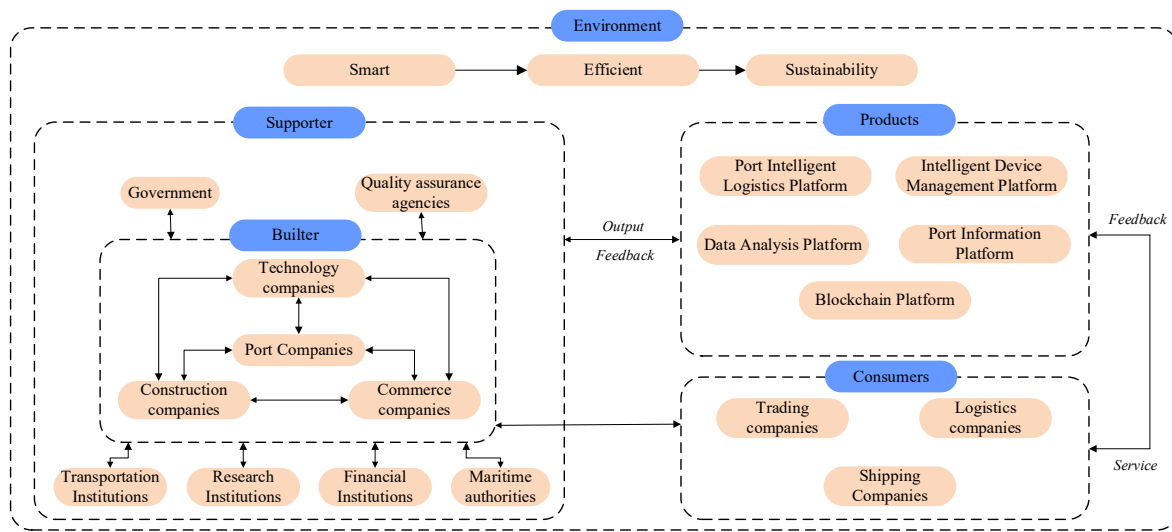 Environment
Smart
Efficient
Sustainability
Supporter
Government
Quality assurance
agencies
Builter
Technology
companies
Port Companies
Construction
companies
Commerce
companies
Transportation
Institutions
Research
Institutions
Financial
Institutions
Maritime
authorities
Output
Feedback
Products
Port Intelligent
Logistics Platform
Intelligent Device
Management Platform
Data Analysis Platform
Port Information
Platform
Blockchain Platform
Feedback
Service
Consumers
Trading
companies
Logistics
companies
Shipping
Companies